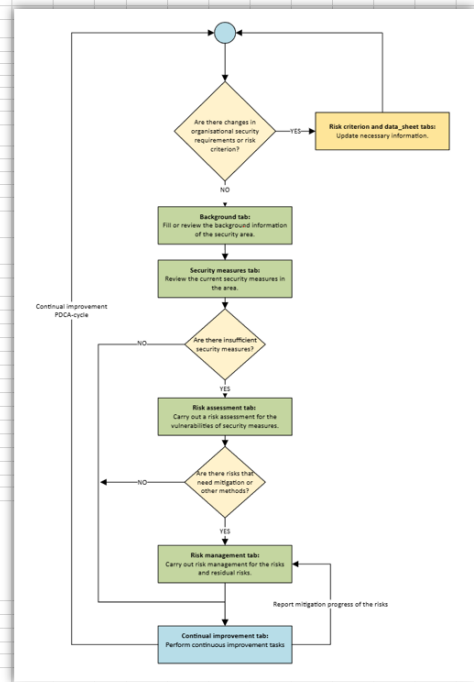 Are there changes in
organisational security
requirements or risk
criterion?
YES
Risk criterion and data_sheet tabs:
Update necessary information.
NO
Background tab:
Fill or review the background information
of the security area.
Security measures tab:
Review the current security measures in
the area.
Continual improvement
PDCA-cycle
Are there insufficient
security measures?
NO
YES
Risk assessment tab:
Carry out a risk assessment for the
vulnerabilities of security measures.
Are there risks that
need mitigation or
other methods?
NO
YES
Risk management tab:
Carry out risk management for the risks
and residual risks.
Report mitigation progress of the risks
Continual improvement tab:
Perform continuous improvement tasks